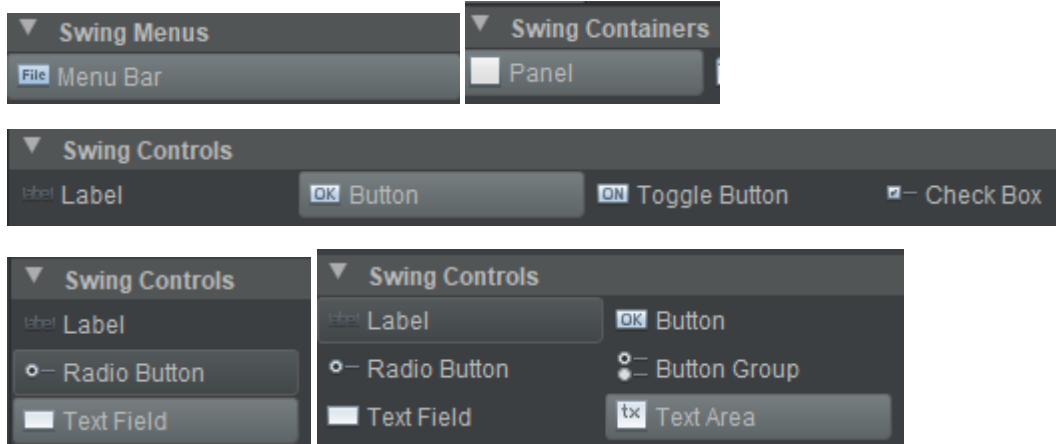 Swing Menus
File Menu Bar
Swing Containers
Panel
Swing Controls
label Label OK Button ON Toggle Button Check Box
Swing Controls
label Label
Radio Button
Text Field
Swing Controls
label Label OK Button
Radio Button Button Group
Text Field tx Text Area